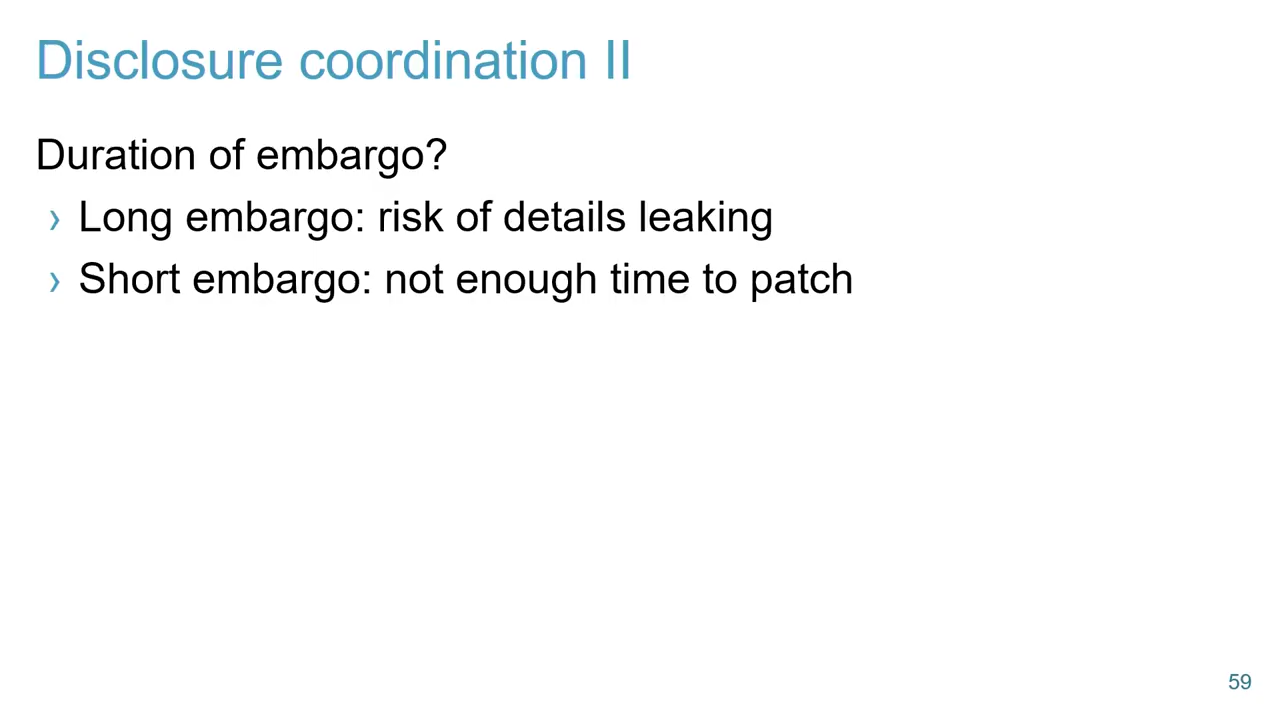 Disclosure coordination II
Duration of embargo?
› Long embargo: risk of details leaking
› Short embargo: not enough time to patch
59